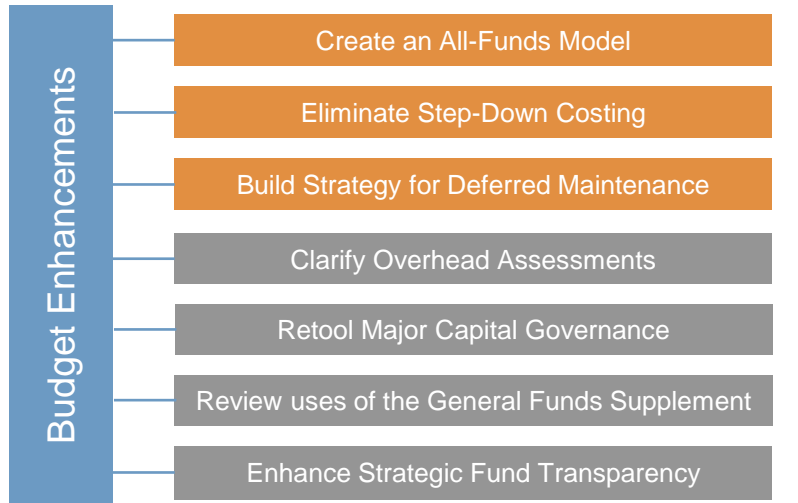 Budget Enhancements
Create an All-Funds Model
Eliminate Step-Down Costing
Build Strategy for Deferred Maintenance
Clarify Overhead Assessments
Retool Major Capital Governance
Review uses of the General Funds Supplement
Enhance Strategic Fund Transparency